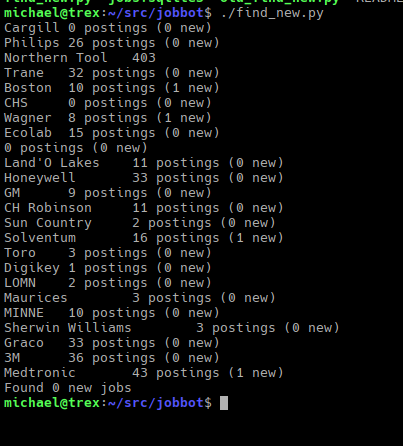 michael@trex:~/src/jobbot$ ./find_new.py
Cargill 0 postings (0 new)
Philips 26 postings (0 new)
Northern Tool   403
Trane   32 postings (0 new)
Boston  10 postings (1 new)
CHS     0 postings (0 new)
Wagner  8 postings (1 new)
Ecolab  15 postings (0 new)
0 postings (0 new)
Land'O Lakes    11 postings (0 new)
Honeywell       33 postings (0 new)
GM      9 postings (0 new)
CH Robinson     11 postings (0 new)
Sun Country     2 postings (0 new)
Solventum       16 postings (1 new)
Toro    3 postings (0 new)
Digikey 1 postings (0 new)
LOMN    2 postings (0 new)
Maurices        3 postings (0 new)
MINNE   10 postings (0 new)
Sherwin Williams        3 postings (0 new)
Graco   33 postings (0 new)
3M      36 postings (0 new)
Medtronic       43 postings (1 new)
Found 0 new jobs
michael@trex:~/src/jobbot$